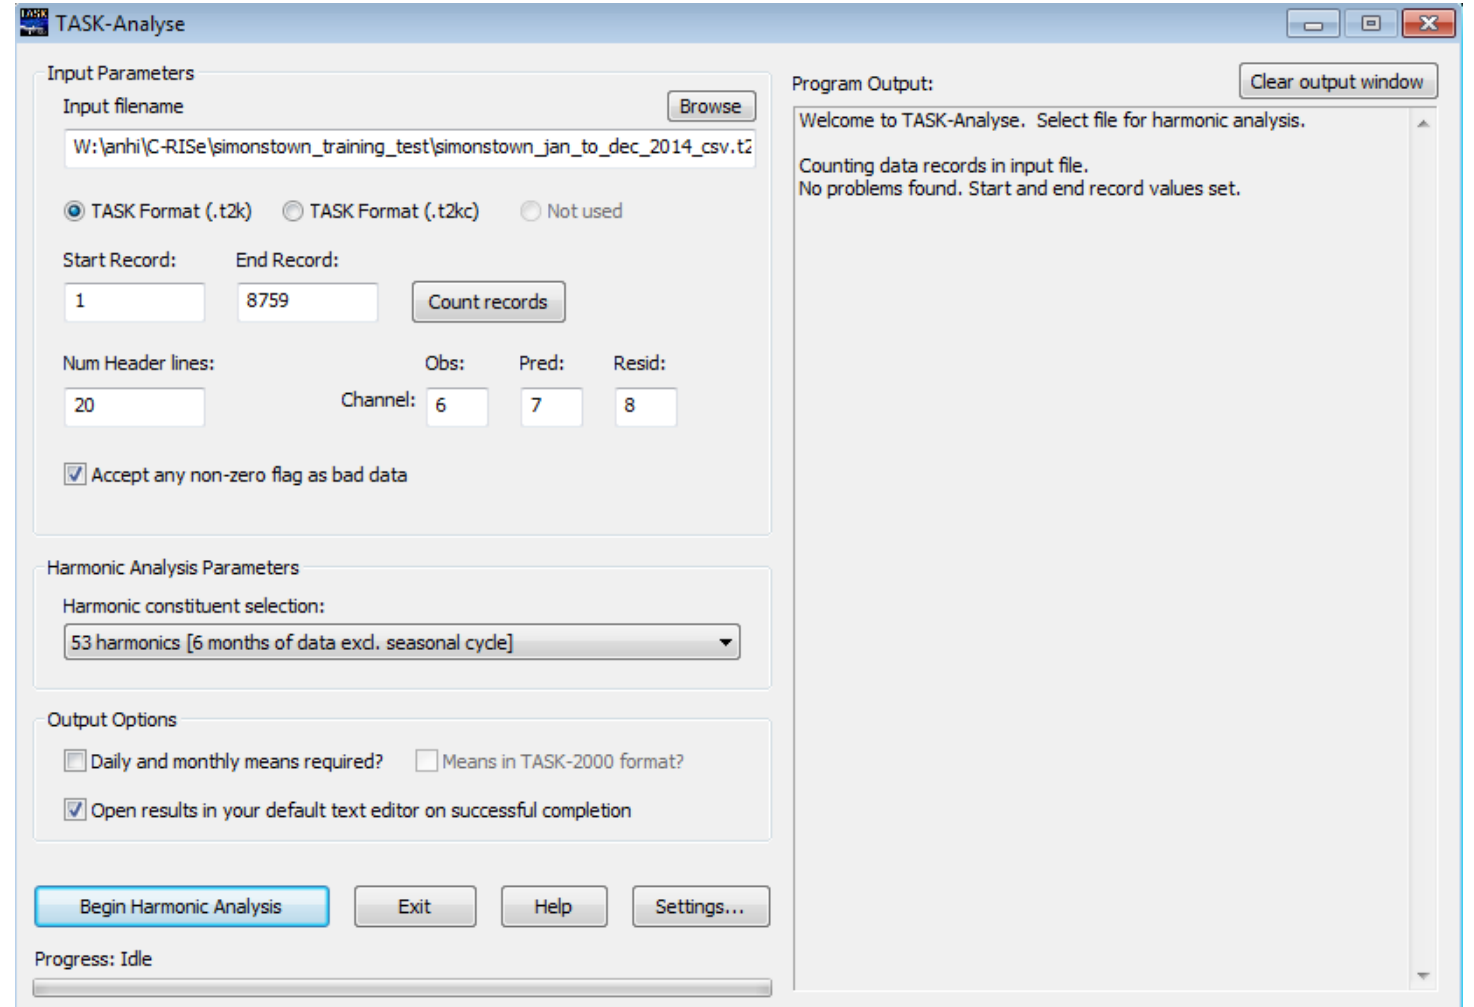 TASK-Analyse
Input Parameters
Input filename
Browse
W:\anhi\C-RISe\simonstown_training_test\simonstown_jan_to_dec_2014_csv.t2
TASK Format (.t2k) TASK Format (.t2kc) Not used
Start Record: End Record:
1 8759 Count records
Num Header lines: Obs: Pred: Resid:
20 Channel: 6 7 8
Accept any non-zero flag as bad data
Harmonic Analysis Parameters
Harmonic constituent selection:
53 harmonics [6 months of data excl. seasonal cycle]
Output Options
Daily and monthly means required? Means in TASK-2000 format?
Open results in your default text editor on successful completion
Begin Harmonic Analysis Exit Help Settings...
Progress: Idle
Program Output: Clear output window
Welcome to TASK-Analyse. Select file for harmonic analysis.
Counting data records in input file.
No problems found. Start and end record values set.